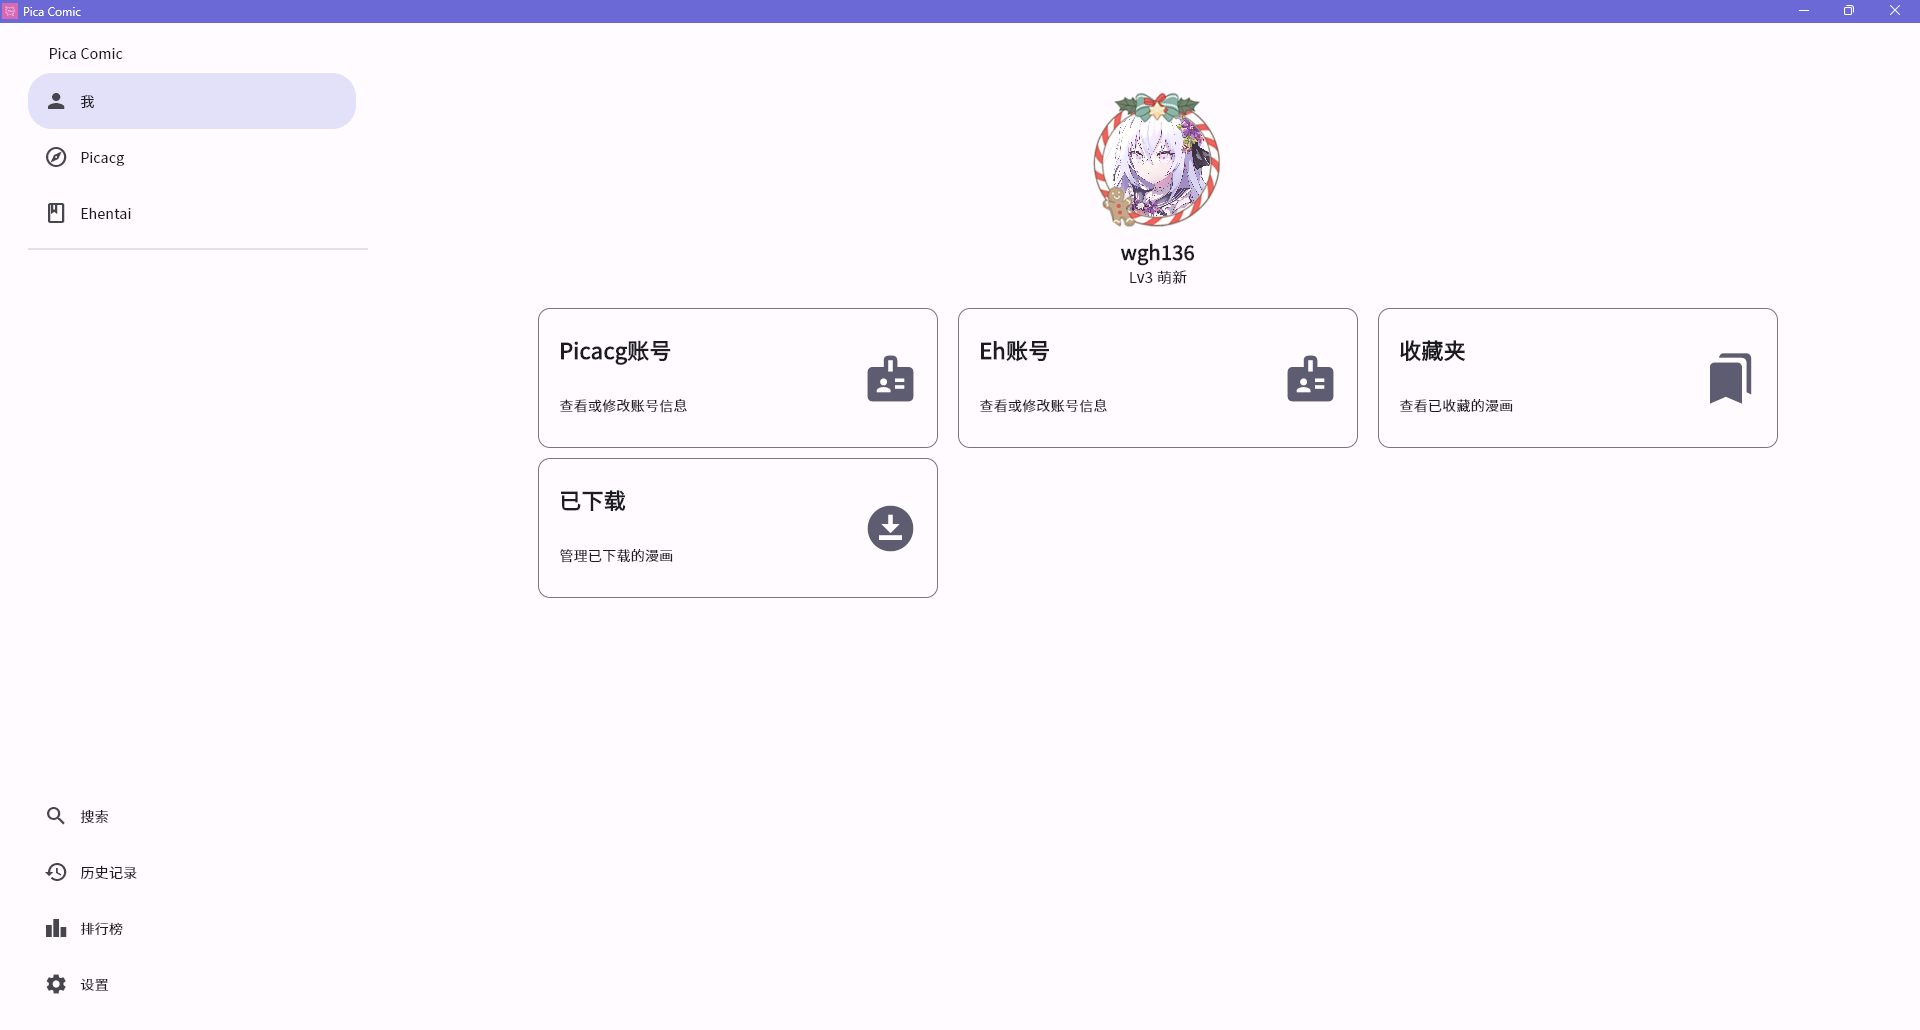 Pica Comic
Pica Comic
我
Picacg
Ehentai
wgh136
Lv3 萌新
Picacg账号
查看或修改账号信息
Eh账号
查看或修改账号信息
收藏夹
查看已收藏的漫画
已下载
管理已下载的漫画
搜索
历史记录
排行榜
设置